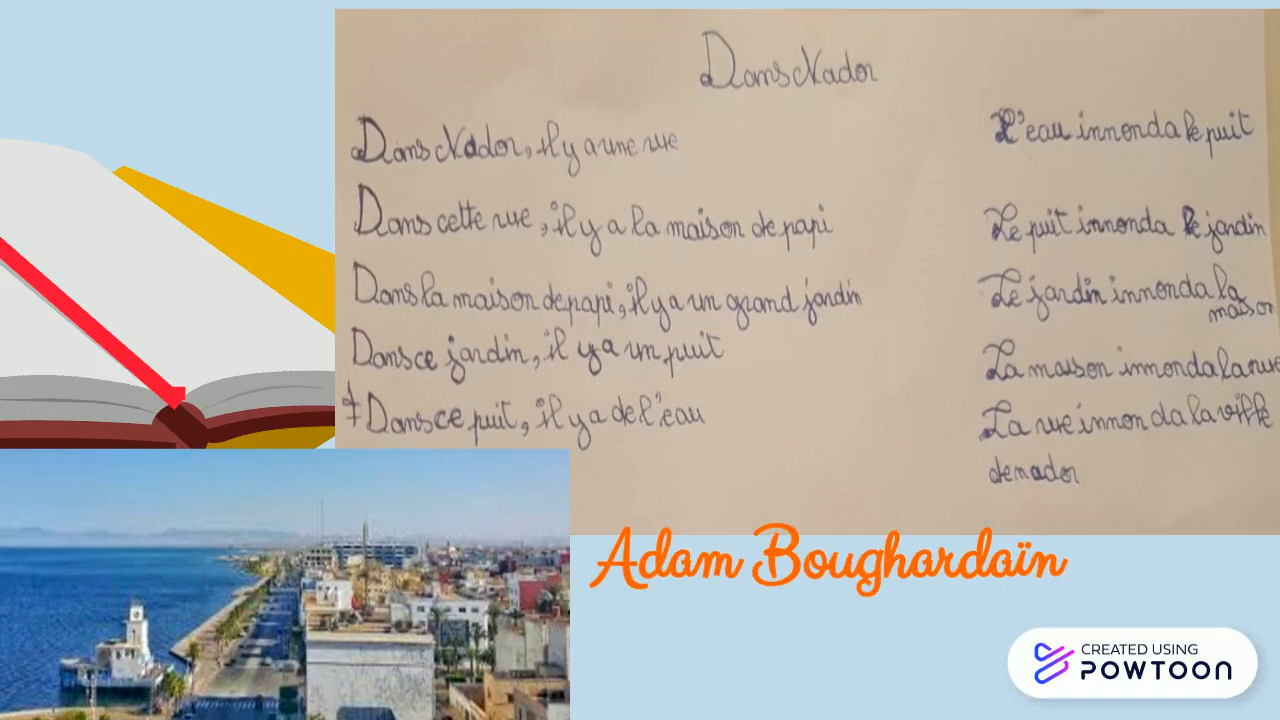 Dans Nador
Dans Nador, il y a une rue
Dans cette rue, il y a la maison de papi
Dans la maison de papi, il y a un grand jardin
Dans ce jardin, il y a un puit
Dans ce puit, il y a de l'eau
L'eau innonda le puit
Le puit innonda le jardin
Le jardin innonda la
maison
La maison innonda la rue
La rue innonda la ville
de nador
Adam Boughardaïn
CREATED USING
POWTOON